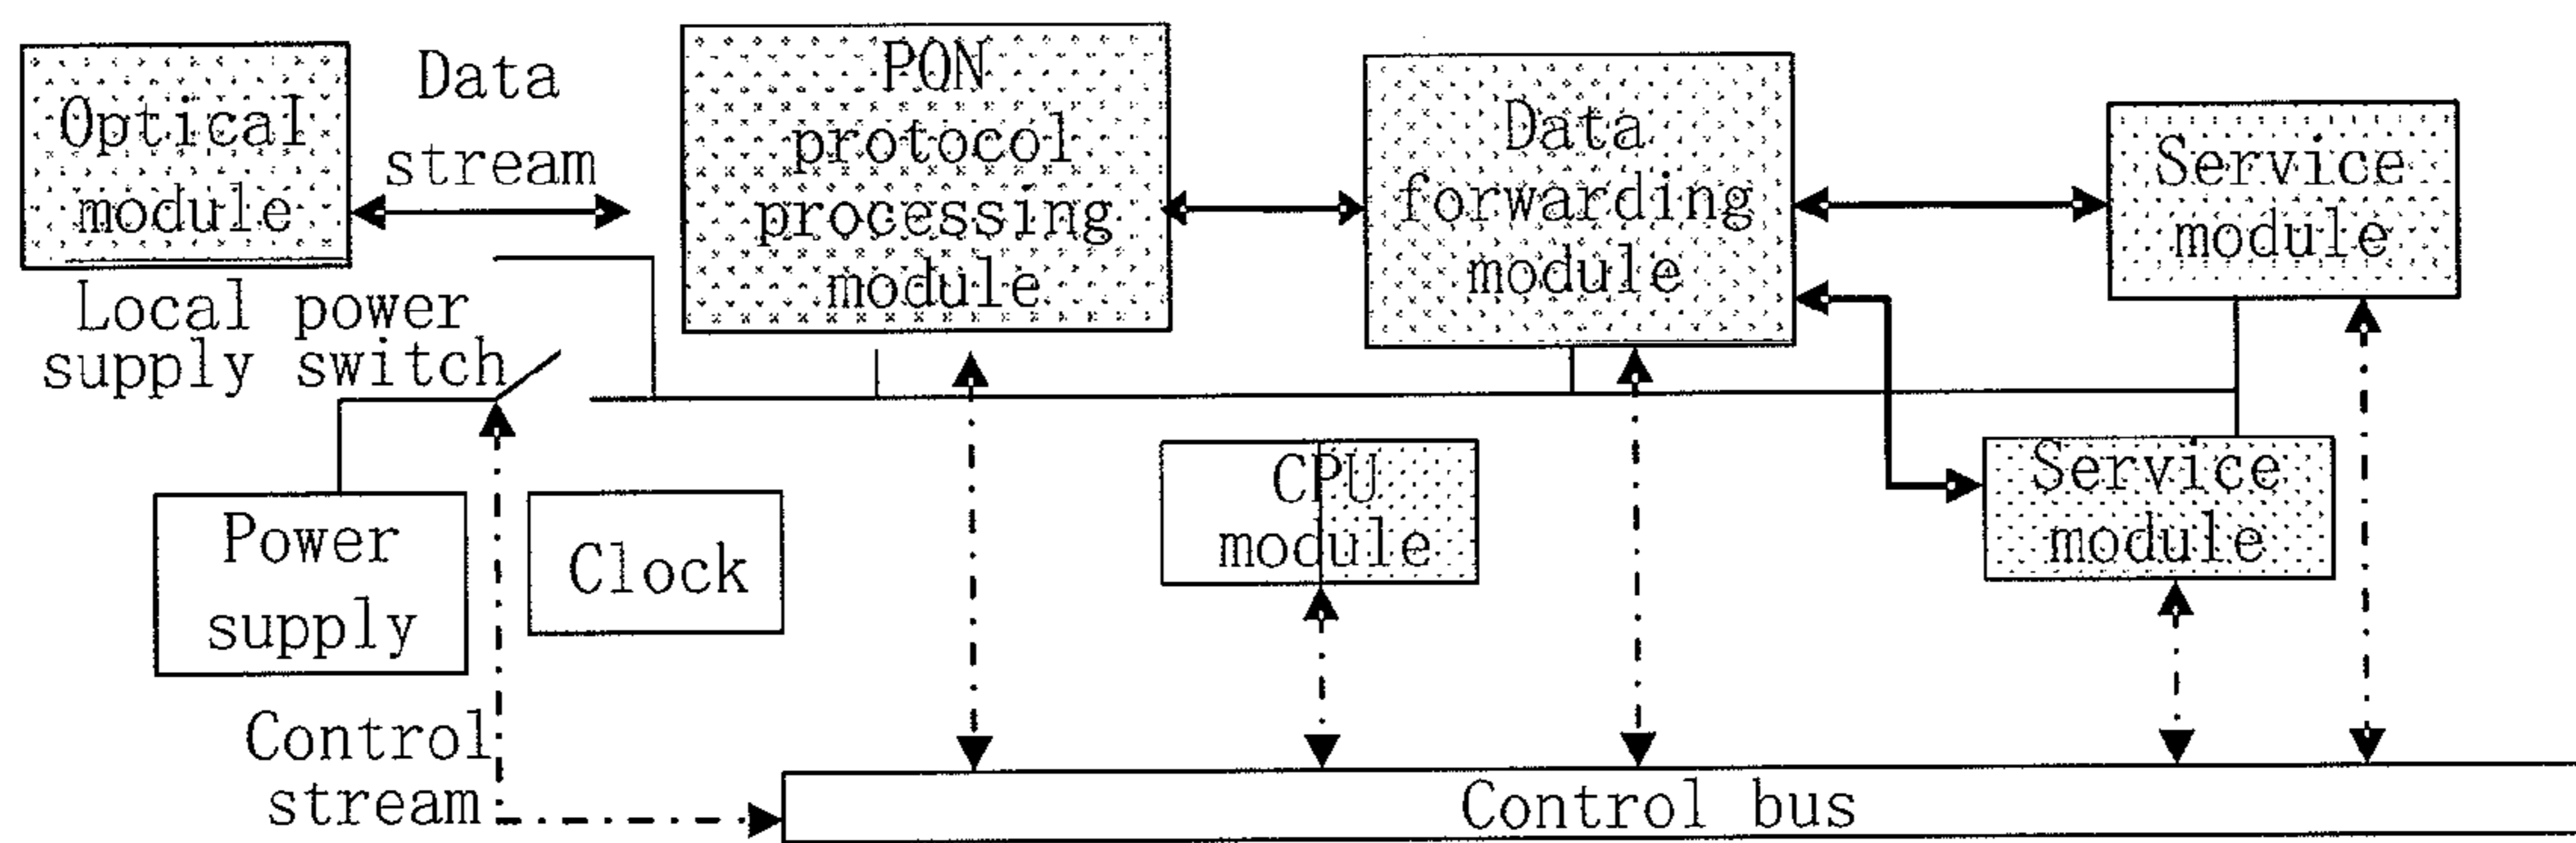 Optical
module
Data
stream
PON
protocol
processing
module
Data
forwarding
module
Service
module
Local power
supply switch
Power
supply
Clock
CPU
module
Service
module
Control
stream
Control bus